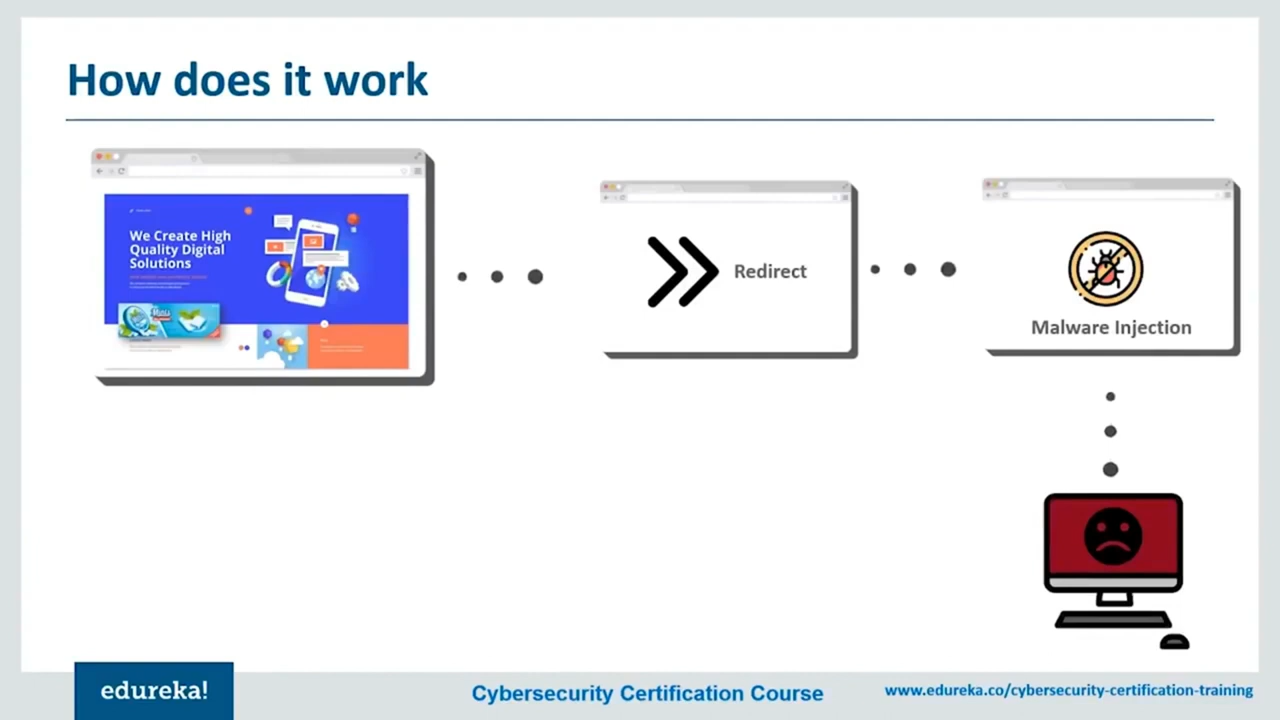 How does it work
We Create High
Quality Digital
Solutions
Redirect
Malware Injection
edureka!
Cybersecurity Certification Course
www.edureka.co/cybersecurity-certification-training